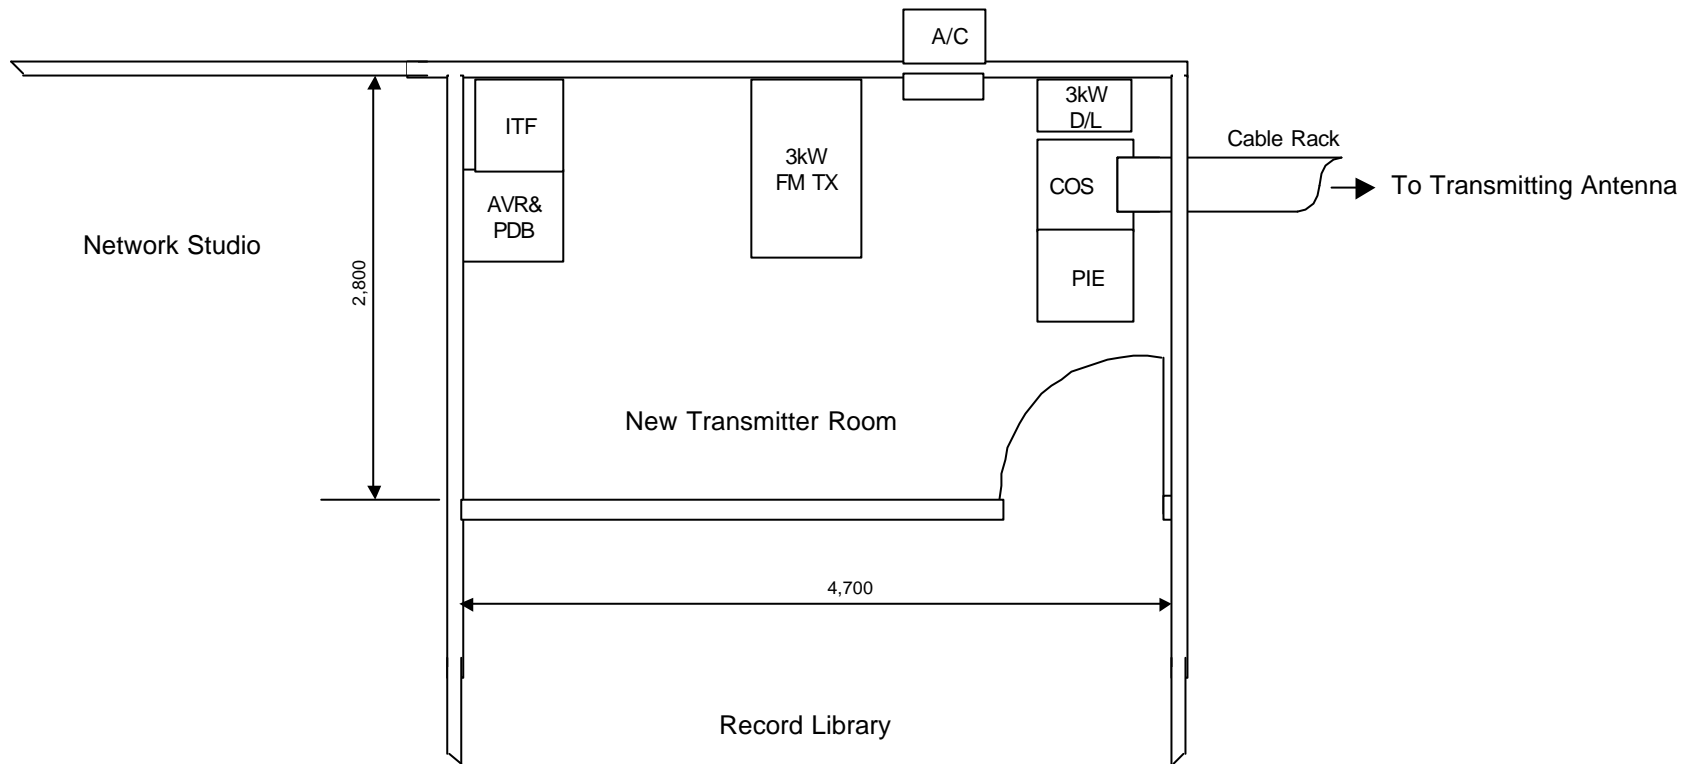 A/C
ITF
3kW
FM TX
3kW
D/L
Cable Rack
COS
To Transmitting Antenna
AVR&
PDB
Network Studio
2,800
PIE
New Transmitter Room
4,700
Record Library